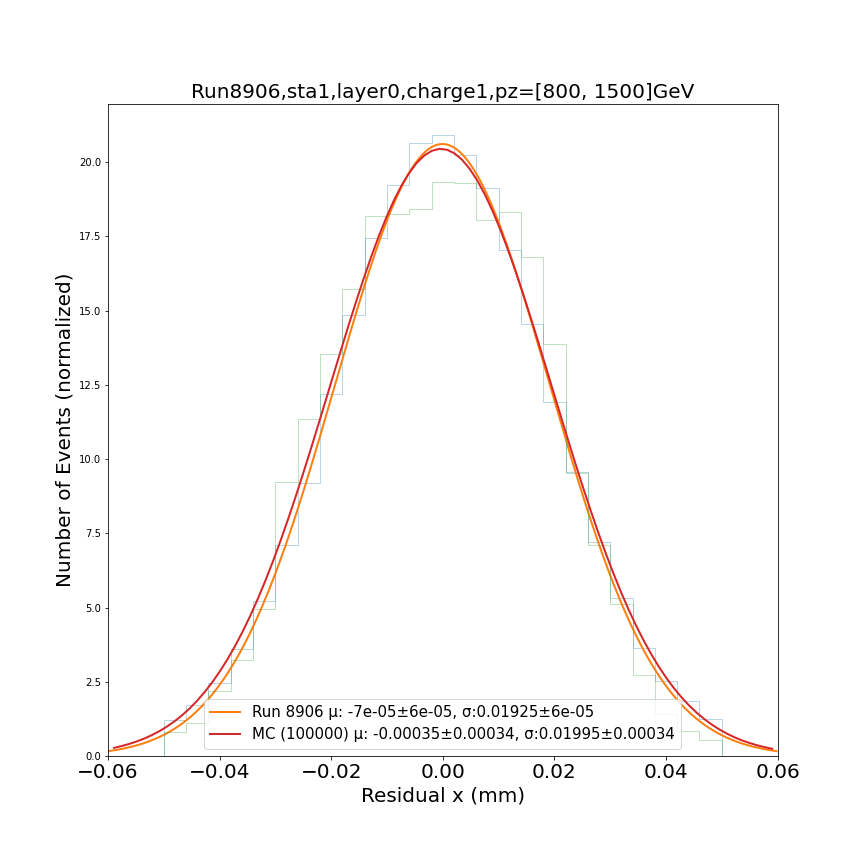 Run8906,sta1,layer0,charge1,pz=[800, 1500]GeV
Number of Events (normalized)
20.0
17.5
15.0
12.5
10.0
7.5
5.0
2.5
0.0
Run 8906 μ: -7e-05±6e-05, σ:0.01925±6e-05
MC (100000) μ: -0.00035±0.00034, σ:0.01995±0.00034
−0.06 −0.04 −0.02 0.00 0.02 0.04 0.06
Residual x (mm)